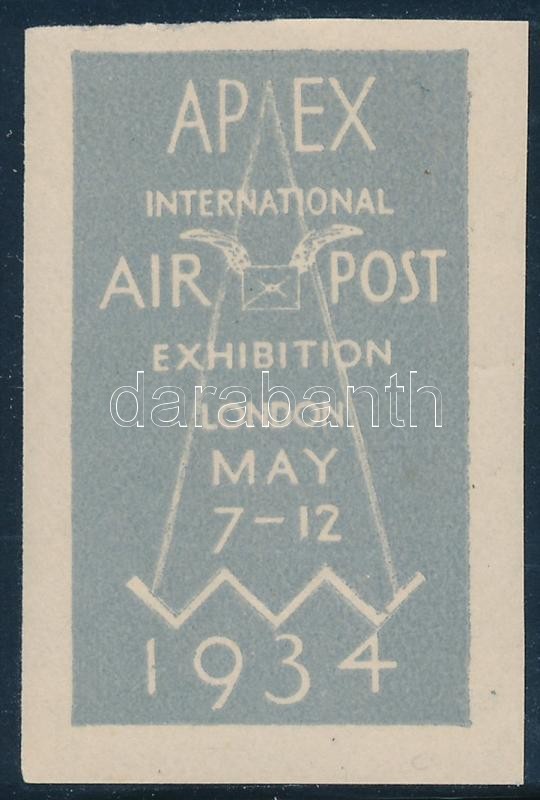 APEX
INTERNATIONAL
AIR POST
EXHIBITION
darabanth
LONDON
MAY
7-12
1934